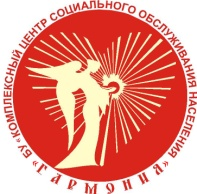 БУ «КОМПЛЕКСНЫЙ ЦЕНТР СОЦИАЛЬНОГО ОБСЛУЖИВАНИЯ НАСЕЛЕНИЯ
«ГАРМОНИЯ»